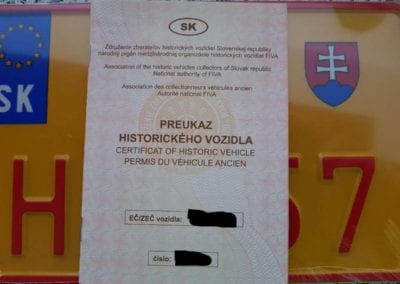 SK
Združenie zberateľov historických vozidiel Slovenskej republiky
národný orgán medzinárodnej organizácie historických vozidiel FIVA
Association of the historic vehicles collectors of Slovak republic
National authority of FIVA
Association des collectionneurs véhicules ancien
Autorité national FIVA
PREUKAZ
HISTORICKÉHO VOZIDLA
CERTIFICAT OF HISTORIC VEHICLE
PERMIS DU VÉHICULE ANCIEN
EČ/ZEČ vozidla:
číslo:
SK
H
57